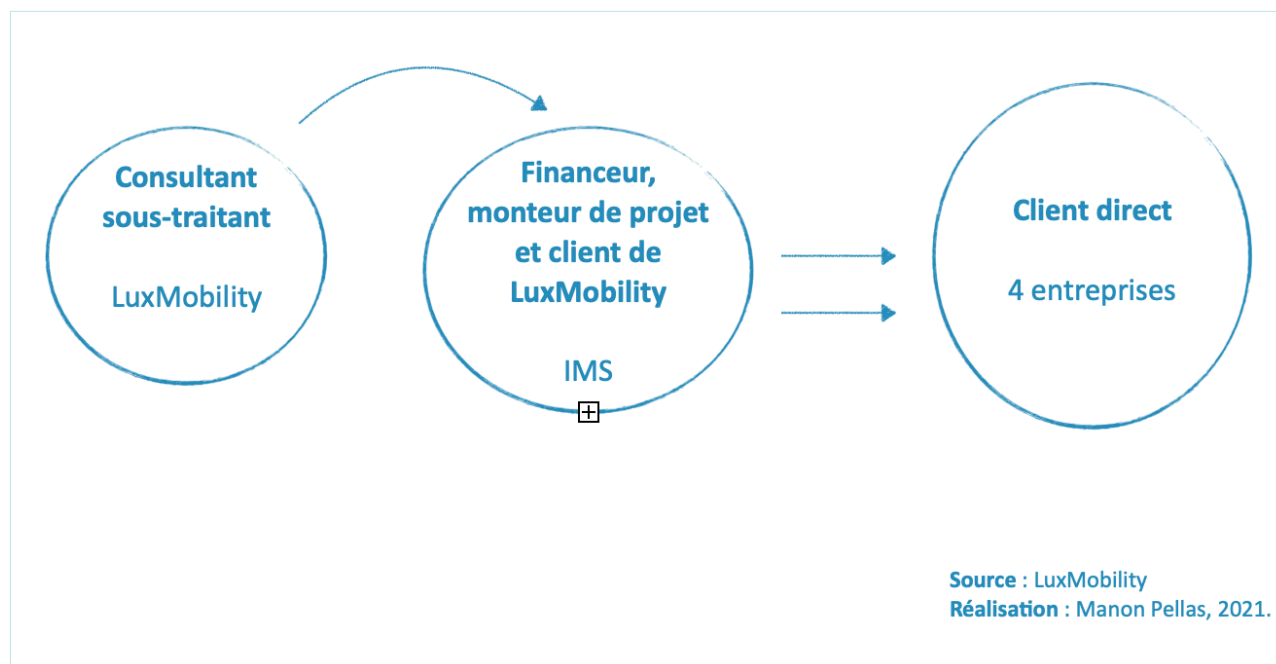 Consultant
sous-traitant
LuxMobility
Financeur,
monteur de projet
et client de
LuxMobility
IMS
Client direct
4 entreprises
Source : LuxMobility
Réalisation : Manon Pellas, 2021.